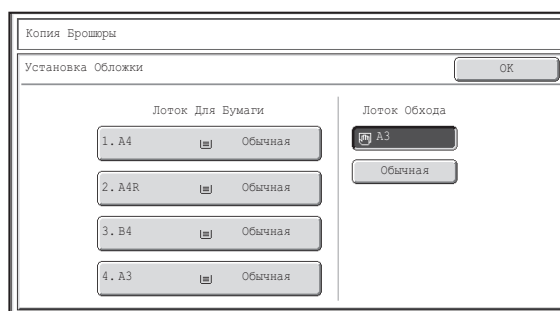 Копия Брошюры
Установка Обложки
OK
Лоток Для Бумаги
Лоток Обхода
1. A4 Обычная
A3
2. A4R Обычная
Обычная
3. B4 Обычная
4. A3 Обычная